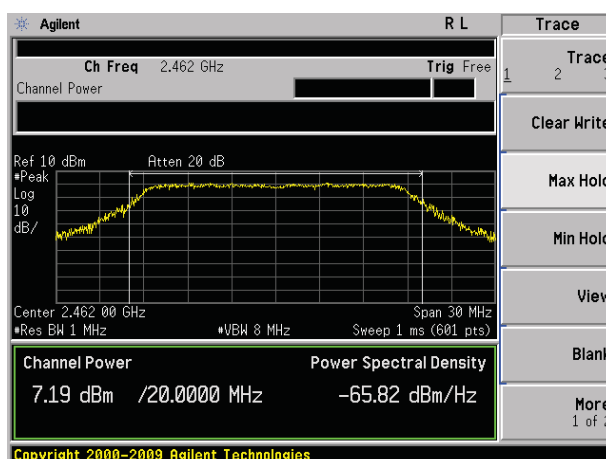 Agilent R L Trace
Ch Freq 2.462 GHz Trig Free
Channel Power
Trace
1 2
Clear Write
Max Hold
Min Hold
View
Blank
More
1 of 2
Ref 10 dBm Atten 20 dB
#Peak
Log
10
dB/
Center 2.462 00 GHz Span 30 MHz
#Res BW 1 MHz #VBW 8 MHz Sweep 1 ms (601 pts)
Channel Power Power Spectral Density
7.19 dBm /20.0000 MHz -65.82 dBm/Hz
Copyright 2000-2009 Agilent Technologies